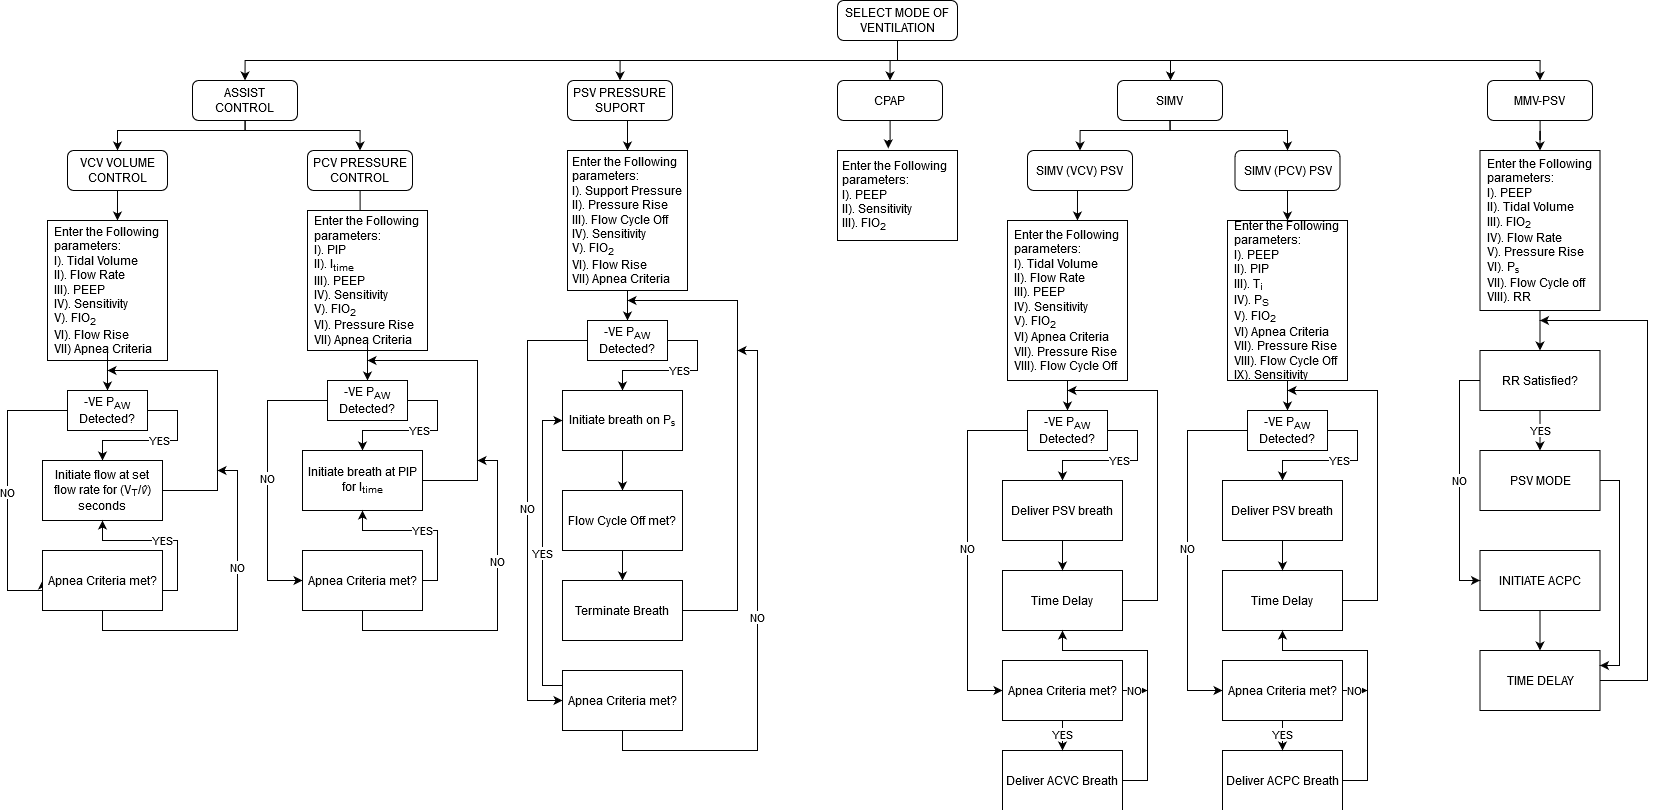 SELECT MODE OF
VENTILATION
ASSIST
CONTROL
VCV VOLUME
CONTROL
Enter the Following
parameters:
I). Tidal Volume
II). Flow Rate
III). PEEP
IV). Sensitivity
V). FIO2
VI). Flow Rise
VII) Apnea Criteria
-VE PAW
Detected?
YES
NO
Initiate flow at set
flow rate for (VT/V̇)
seconds
YES
Apnea Criteria met?
NO
PCV PRESSURE
CONTROL
Enter the Following
parameters:
I). PIP
II). Itime
III). PEEP
IV). Sensitivity
V). FIO2
VI). Pressure Rise
VII) Apnea Criteria
-VE PAW
Detected?
YES
NO
Initiate breath at PIP
for Itime
YES
Apnea Criteria met?
NO
PSV PRESSURE
SUPORT
Enter the Following
parameters:
I). Support Pressure
II). Pressure Rise
III). Flow Cycle Off
IV). Sensitivity
V). FIO2
VI). Flow Rise
VII) Apnea Criteria
-VE PAW
Detected?
YES
Initiate breath on Ps
NO
Flow Cycle Off met?
YES
Terminate Breath
NO
Apnea Criteria met?
CPAP
Enter the Following
parameters:
I). PEEP
II). Sensitivity
III). FIO2
SIMV
SIMV (VCV) PSV
Enter the Following
parameters:
I). Tidal Volume
II). Flow Rate
III). PEEP
IV). Sensitivity
V). FIO2
VI) Apnea Criteria
VII). Pressure Rise
VIII). Flow Cycle Off
-VE PAW
Detected?
YES
Deliver PSV breath
NO
Time Delay
Apnea Criteria met?
NO
YES
Deliver ACVC Breath
SIMV (PCV) PSV
Enter the Following
parameters:
I). PEEP
II). PIP
III). Ti
IV). PS
V). FIO2
VI) Apnea Criteria
VII). Pressure Rise
VIII). Flow Cycle Off
IX). Sensitivity
-VE PAW
Detected?
YES
Deliver PSV breath
NO
Time Delay
Apnea Criteria met?
NO
YES
Deliver ACPC Breath
MMV-PSV
Enter the Following
parameters:
I). PEEP
II). Tidal Volume
III). FIO2
IV). Flow Rate
V). Pressure Rise
VI). Ps
VII). Flow Cycle off
VIII). RR
RR Satisfied?
YES
NO
PSV MODE
INITIATE ACPC
TIME DELAY